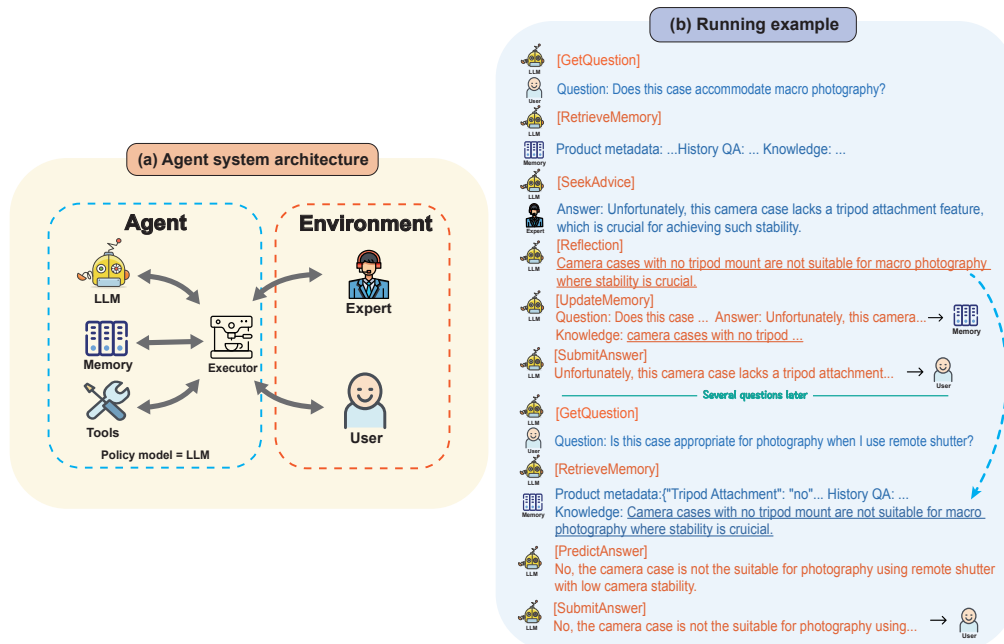 (a) Agent system architecture
Agent
Environment
LLM
Memory
Tools
Executor
Expert
User
Policy model = LLM
(b) Running example
LLM
[GetQuestion]
User
Question: Does this case accommodate macro photography?
LLM
[RetrieveMemory]
Memory
Product metadata: ...History QA: ... Knowledge: ...
LLM
[SeekAdvice]
Expert
Answer: Unfortunately, this camera case lacks a tripod attachment feature,
which is crucial for achieving such stability.
LLM
[Reflection]
Camera cases with no tripod mount are not suitable for macro photography
where stability is crucial.
LLM
[UpdateMemory]
Question: Does this case ... Answer: Unfortunately, this camera... →
Memory
Knowledge: camera cases with no tripod ...
LLM
[SubmitAnswer]
Unfortunately, this camera case lacks a tripod attachment... →
User
Several questions later
LLM
[GetQuestion]
User
Question: Is this case appropriate for photography when I use remote shutter?
LLM
[RetrieveMemory]
Memory
Product metadata:{"Tripod Attachment": "no"... History QA: ...
Knowledge: Camera cases with no tripod mount are not suitable for macro
photography where stability is cruicial.
LLM
[PredictAnswer]
No, the camera case is not the suitable for photography using remote shutter
with low camera stability.
LLM
[SubmitAnswer]
No, the camera case is not the suitable for photography using... →
User